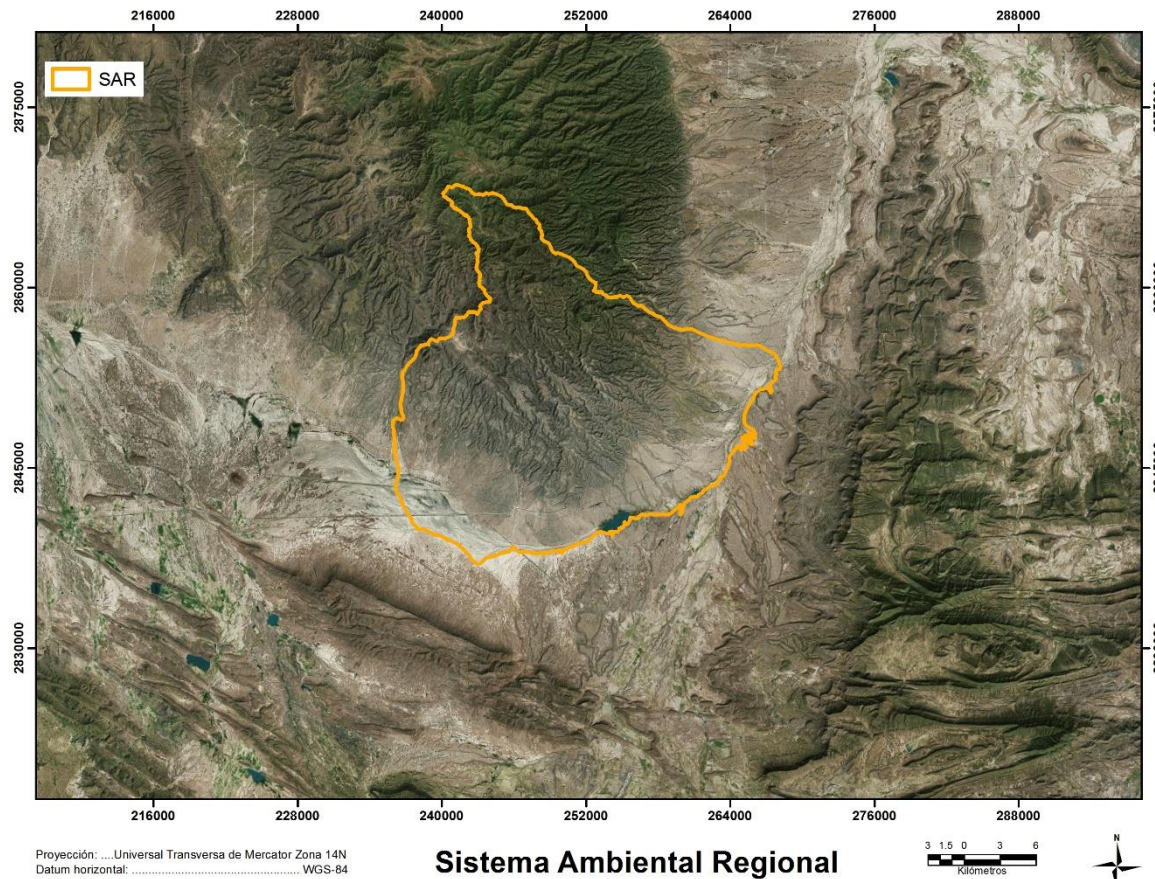 216000 228000 240000 252000 264000 276000 288000
SAR
2875000
2860000
2845000
2830000
216000 228000 240000 252000 264000 276000 288000
Proyección: ....Universal Transversa de Mercator Zona 14N
Datum horizontal: .................................................. WGS-84
Sistema Ambiental Regional
3 1.5 0 3 6
Kilómetros
N